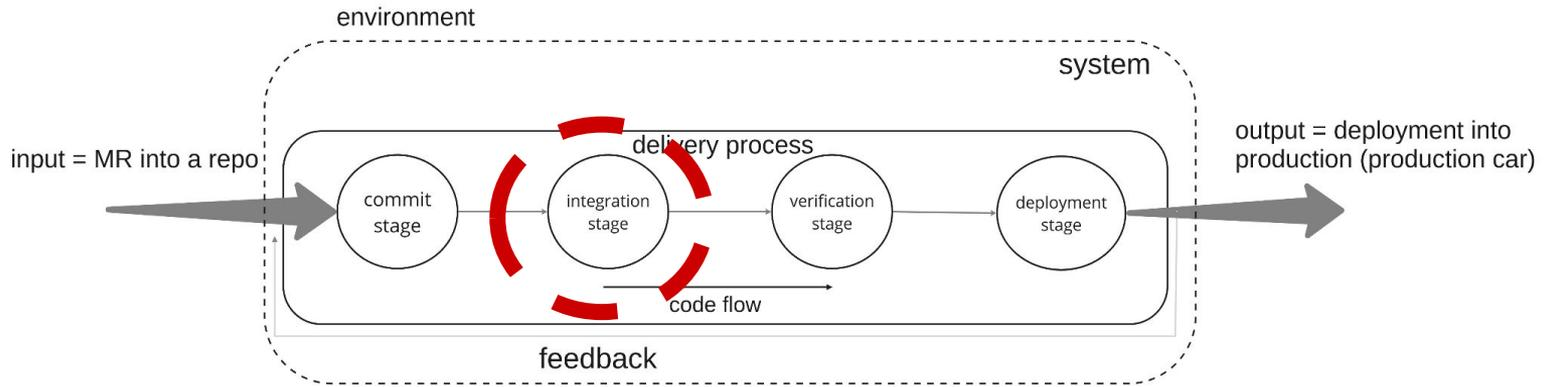 environment
system
input = MR into a repo
delivery process
output = deployment into
production (production car)
commit
stage
integration
stage
verification
stage
deployment
stage
code flow
feedback